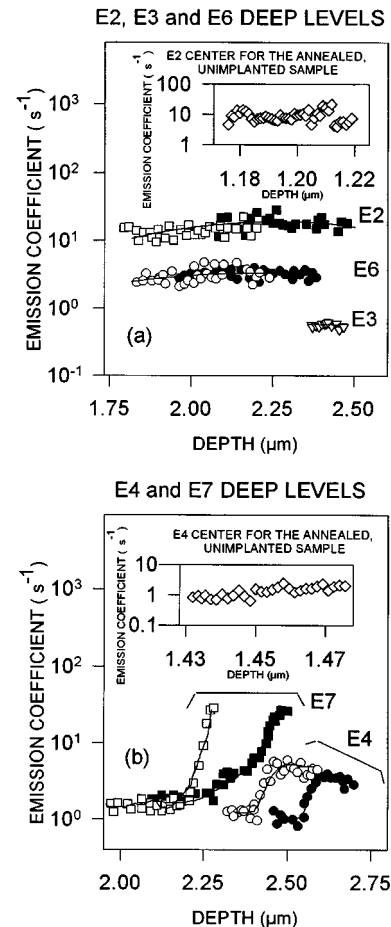 E2, E3 and E6 DEEP LEVELS
E2 CENTER FOR THE ANNEALED,
UNIMPLANTED SAMPLE
EMISSION COEFFICIENT ( s⁻¹)
100
10
1
1.18 1.20 1.22
DEPTH (µm)
EMISSION COEFFICIENT ( s⁻¹)
10³
10²
10¹
10⁰
10⁻¹
E2
E6
E3
(a)
1.75 2.00 2.25 2.50
DEPTH (µm)
E4 and E7 DEEP LEVELS
E4 CENTER FOR THE ANNEALED,
UNIMPLANTED SAMPLE
EMISSION COEFFICIENT ( s⁻¹)
10
1
0.1
1.43 1.45 1.47
DEPTH (µm)
EMISSION COEFFICIENT ( s⁻¹)
10³
10²
10¹
10⁰
E7
E4
(b)
2.00 2.25 2.50 2.75
DEPTH (µm)